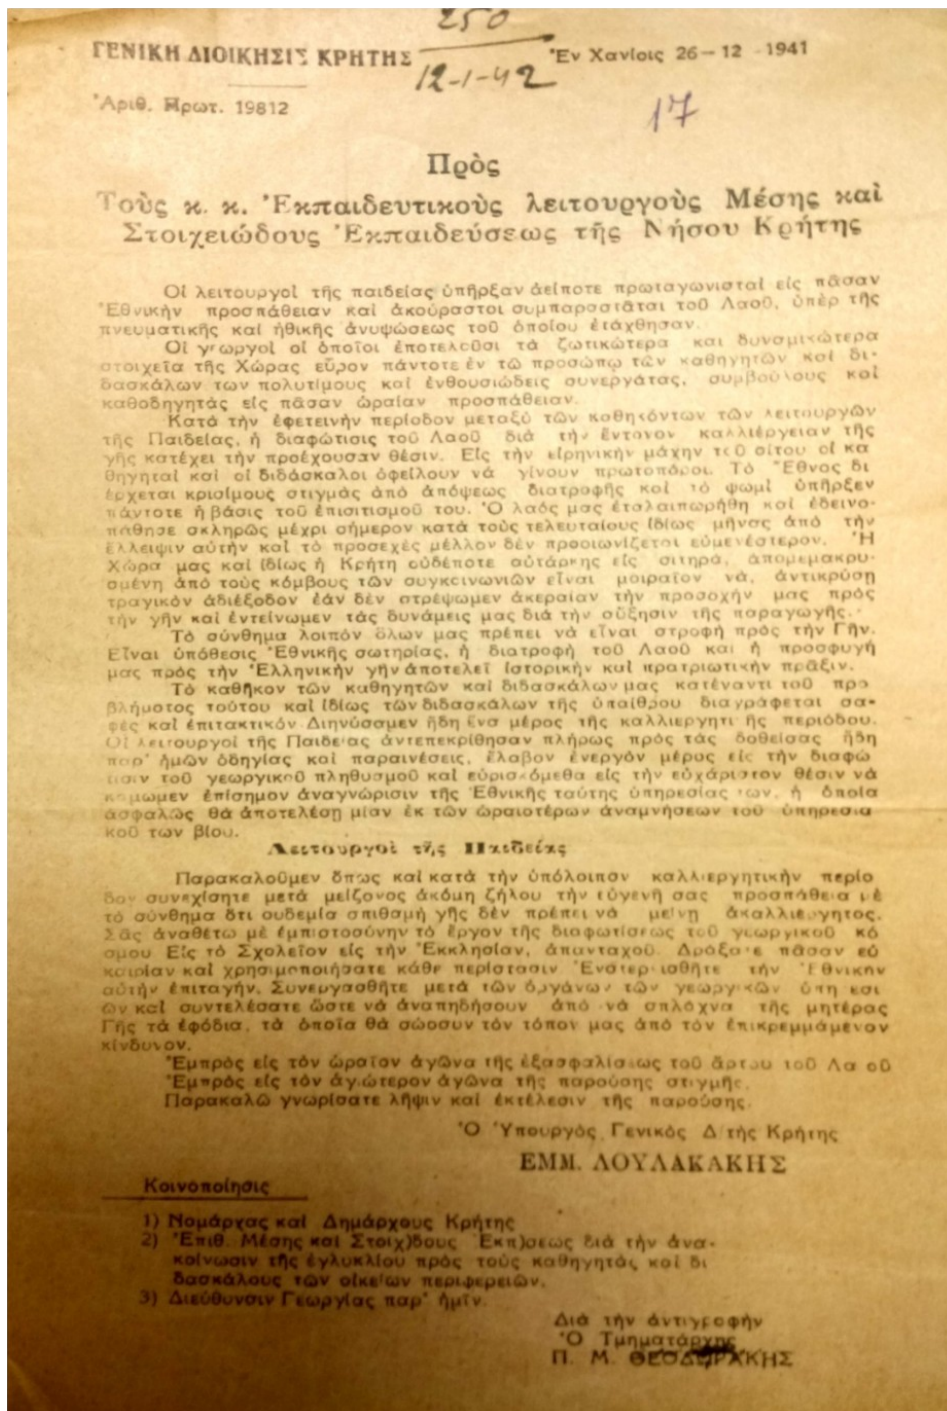 250
ΓΕΝΙΚΗ ΔΙΟΙΚΗΣΙΣ ΚΡΗΤΗΣ
Ἐν Χανίοις 26-12-1941
12-1-42
Ἀριθ. Πρωτ. 19812
17
Πρὸς
Τοὺς κ. κ. Ἐκπαιδευτικοὺς λειτουργοὺς Μέσης καὶ
Στοιχειώδους Ἐκπαιδεύσεως τῆς Νήσου Κρήτης
Οἱ λειτουργοὶ τῆς παιδείας ὑπῆρξαν ἀείποτε πρωταγωνισταὶ εἰς πᾶσαν
Ἐθνικὴν προσπάθειαν καὶ ἀκούραστοι συμπαραστᾶται τοῦ Λαοῦ, ὑπὲρ τῆς
πνευματικῆς καὶ ἠθικῆς ἀνυψώσεως τοῦ ὁποίου ἐτάχθησαν.
Οἱ γεωργοὶ οἱ ὁποῖοι ἐποτελεσῖσι τὰ ζωτικώτερα καὶ δυναμικώτερα
στοιχεῖα τῆς Χώρας εὗρον πάντοτε ἐν τῶ προσώπῳ τῶν καθηγητῶν καὶ δι-
δασκάλων των πολυτίμους καὶ ἐνθουσιώδεις συνεργάτας, συμβούλους καὶ
καθοδηγητάς εἰς πᾶσαν ὡραίαν προσπάθειαν.
Κατὰ τὴν ἐφετεινὴν περίοδον μεταξὺ τῶν καθηκόντων τῶν λειτουργῶν
τῆς Παιδείας, ἡ διαφώτισις τοῦ Λαοῦ διὰ τὴν ἔντονον καλλιέργειαν τῆς
γῆς κατέχει τὴν προέχουσαν θέσιν. Εἰς τὴν εἰρηνικὴν μάχην τοῦ σίτου οἱ κα
θηγηταὶ καὶ οἱ διδάσκαλοι ὀφείλουν νὰ γίνουν πρωτοπόροι. Τὸ Ἔθνος δι
έρχεται κρισίμους στιγμὰς ἀπὸ ἀπόψεως διατροφῆς καὶ τὸ ψωμὶ ὑπῆρξεν
πάντοτε ἡ βάσις τοῦ ἐπισιτισμοῦ του. Ὁ λαὸς μας ἐταλαιπωρήθη καὶ ἐδεινο-
πάθησε σκληρῶς μέχρι σήμερον κατὰ τοὺς τελευταίους ἰδίως μῆνας ἀπὸ τὴν
ἔλλειψιν αὐτὴν καὶ τὸ προσεχὲς μέλλον δὲν προοιωνίζεται εὐμενέστερον. Ἡ
Χώρα μας καὶ ἰδίως ἡ Κρήτη οὐδέποτε αὐτάρκης εἰς σιτηρὰ, ἀπομεμακρυ-
σμένη ἀπὸ τοὺς κόμβους τῶν συγκοινωνιῶν εἶναι μοιραῖον νὰ, ἀντικρύσῃ
τραγικὸν ἀδιέξοδον ἐὰν δὲν στρέψωμεν ἀκεραίαν τὴν προσοχήν μας πρὸς
τὴν γῆν καὶ ἐντείνωμεν τὰς δυνάμεις μας διὰ τὴν αὔξησιν τῆς παραγωγῆς.
Τὸ σύνθημα λοιπὸν ὅλων μας πρέπει νὰ εἶναι στροφὴ πρὸς τὴν Γῆν.
Εἶναι ὑπόθεσις Ἐθνικῆς σωτηρίας, ἡ διατροφὴ τοῦ Λαοῦ καὶ ἡ προσφυγὴ
μας πρὸς τὴν Ἑλληνικὴν γῆν ἀποτελεῖ ἱστορικὴν καὶ πρατριωτικὴν πρᾶξιν.
Τὸ καθῆκον τῶν καθηγητῶν καὶ διδασκάλων μας κατέναντι τοῦ προ
βλήματος τούτου καὶ ἰδίως τῶν διδασκάλων τῆς ὑπαίθρου διαγράφεται σα-
φὲς καὶ ἐπιτακτικόν Διηνύσαμεν ἤδη ἕνα μέρος τῆς καλλιεργητι ῆς περιόδου.
Οἱ λειτουργοὶ τῆς Παιδείας ἀντεπεκρίθησαν πλήρως πρὸς τὰς δοθείσας ἤδη
παρ' ἡμῶν ὁδηγίας καὶ παραινέσεις, ἔλαβον ἐνεργὸν μέρος εἰς τὴν διαφώ
τισιν τοῦ γεωργικοῦ πληθυσμοῦ καὶ εὑρισκόμεθα εἰς τὴν εὐχάριστον θέσιν νὰ
κάμωμεν ἐπίσημον ἀναγνώρισιν τῆς Ἐθνικῆς ταύτης ὑπηρεσίας των, ἡ ὁποία
ἀσφαλῶς θὰ ἀποτελέσῃ μίαν ἐκ τῶν ὡραιοτέρων ἀναμνήσεων τοῦ ὑπηρεσια
κοῦ των βίου.
Λειτουργοὶ τῆς Παιδείας
Παρακαλοῦμεν ὅπως καὶ κατὰ τὴν ὑπόλοιπον καλλιεργητικὴν περίο
δον συνεχίσητε μετὰ μείζονος ἀκόμη ζήλου τὴν εὐγενῆ σας προσπάθεια μὲ
τὸ σύνθημα ὅτι ουδεμία σπιθαμὴ γῆς δὲν πρέπει νὰ μείνῃ ἀκαλλιέργητος.
Σᾶς ἀναθέτω μὲ ἐμπιστοσύνην τὸ ἔργον τῆς διαφωτίσεως τοῦ γεωργικοῦ κό
σμου Εἰς τὸ Σχολεῖον εἰς τὴν Ἐκκλησίαν, ἁπανταχοῦ. Δράξατε πᾶσαν εὐ
καιρίαν καὶ χρησιμοποιήσατε κάθε περίστασιν Ἐνστερνισθῆτε τὴν Ἐθνικὴν
αὐτὴν ἐπιταγήν. Συνεργασθῆτε μετὰ τῶν ὀργάνων τῶν γεωργικῶν ὑπη εσι
ῶν καὶ συντελέσατε ὥστε νὰ ἀναπηδήσουν ἀπὸ νὰ σπλάχνα τῆς μητέρας
Γῆς τὰ ἐφόδια, τὰ ὁποῖα θὰ σώσουν τὸν τόπον μας ἀπὸ τὸν ἐπικρεμμάμενον
κίνδυνον.
Ἐμπρὸς εἰς τὸν ὡραῖον ἀγῶνα τῆς ἐξασφαλίσεως τοῦ ἄρτου τοῦ Λα οῦ
Ἐμπρὸς εἰς τὸν ἁγιώτερον ἀγῶνα τῆς παρούσης στιγμῆς.
Παρακαλῶ γνωρίσατε λῆψιν καὶ ἐκτέλεσιν τῆς παρούσης.
Ὁ Ὑπουργὸς Γενικὸς Δ τὴς Κρήτης
ΕΜΜ. ΛΟΥΛΑΚΑΚΗΣ
Κοινοποίησις
1) Νομάρχας καὶ Δημάρχους Κρήτης
2) Ἐπιθ. Μέσης καὶ Στοιχ)δους Ἐκπ)σεως διὰ τὴν ἀνα-
κοίνωσιν τῆς ἐγλυκλίου πρὸς τοὺς καθηγητάς καὶ δι
δασκάλους τῶν οἰκείων περιφερειῶν.
3) Διεύθυνσιν Γεωργίας παρ' ἡμῖν.
Διὰ τὴν ἀντιγραφὴν
Ὁ Τμηματάρχης
Π. Μ. ΘΕΟΔΩΡΑΚΗΣ